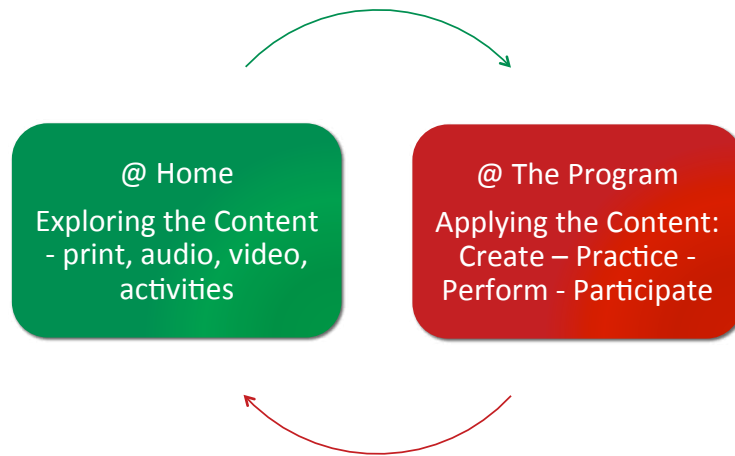 @ Home
Exploring the Content
- print, audio, video,
activities
@ The Program
Applying the Content:
Create – Practice -
Perform - Participate